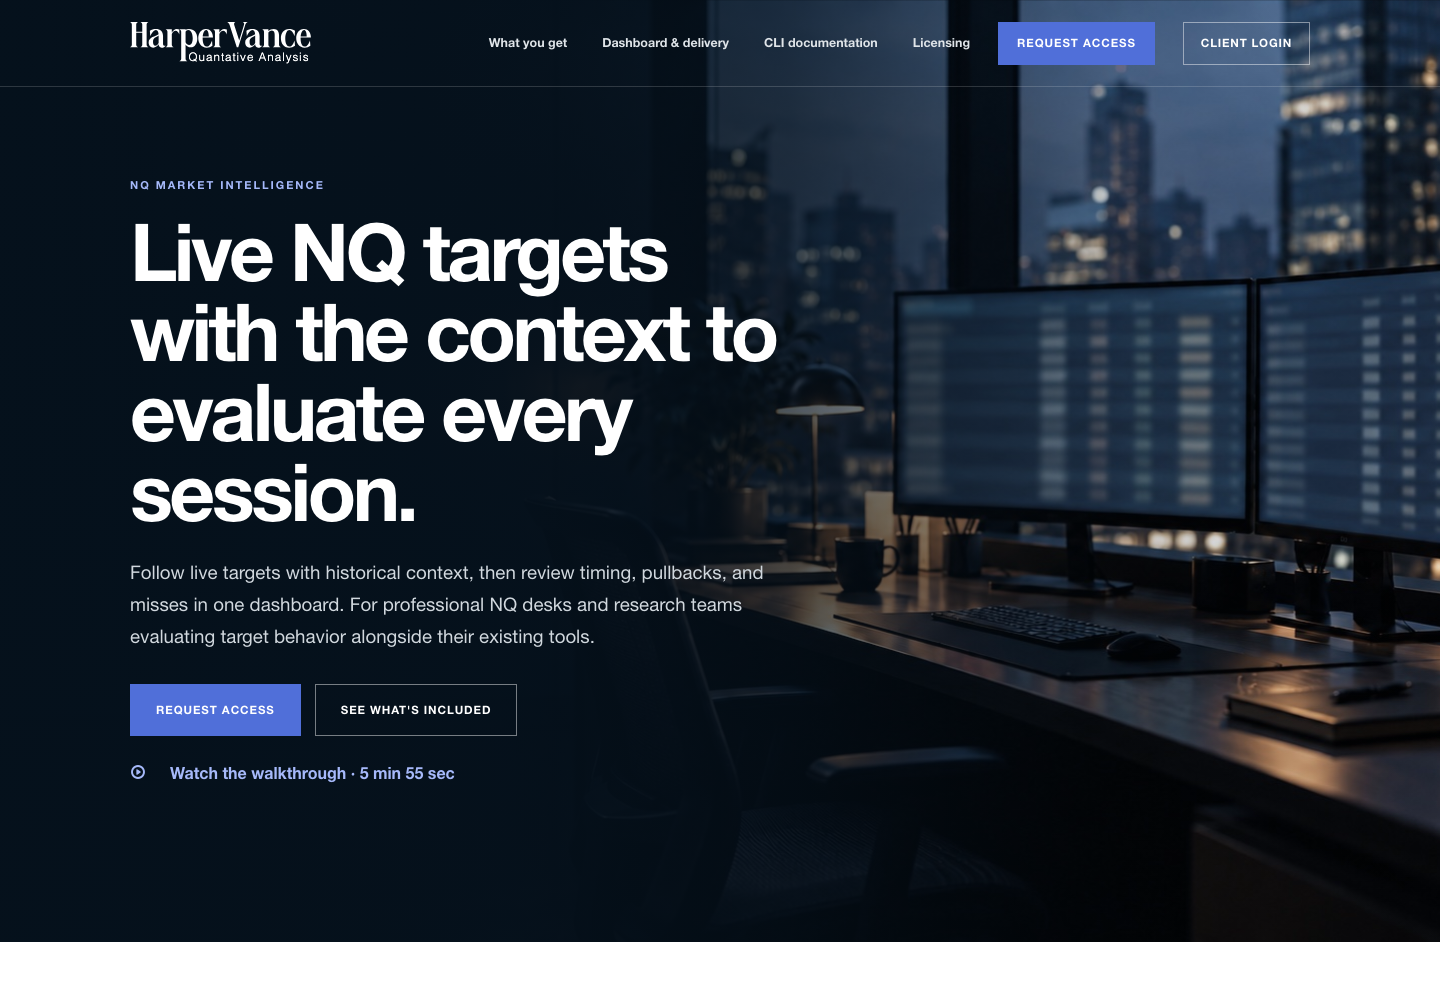 HarperVance
Quantative Analysis
What you get
Dashboard & delivery
CLI documentation
Licensing
REQUEST ACCESS
CLIENT LOGIN
NQ MARKET INTELLIGENCE
Live NQ targets
with the context to
evaluate every
session.
Follow live targets with historical context, then review timing, pullbacks, and
misses in one dashboard. For professional NQ desks and research teams
evaluating target behavior alongside their existing tools.
REQUEST ACCESS
SEE WHAT'S INCLUDED
Watch the walkthrough · 5 min 55 sec